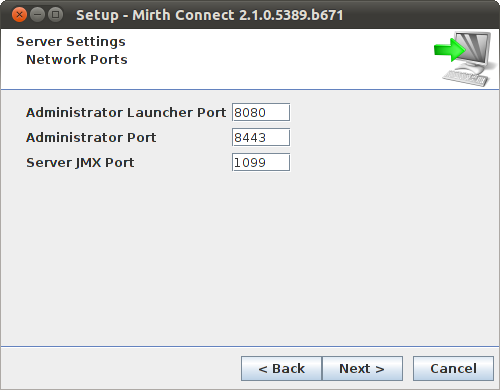 Setup - Mirth Connect 2.1.0.5389.b671
Server Settings
Network Ports
Administrator Launcher Port 8080
Administrator Port 8443
Server JMX Port 1099
< Back Next > Cancel